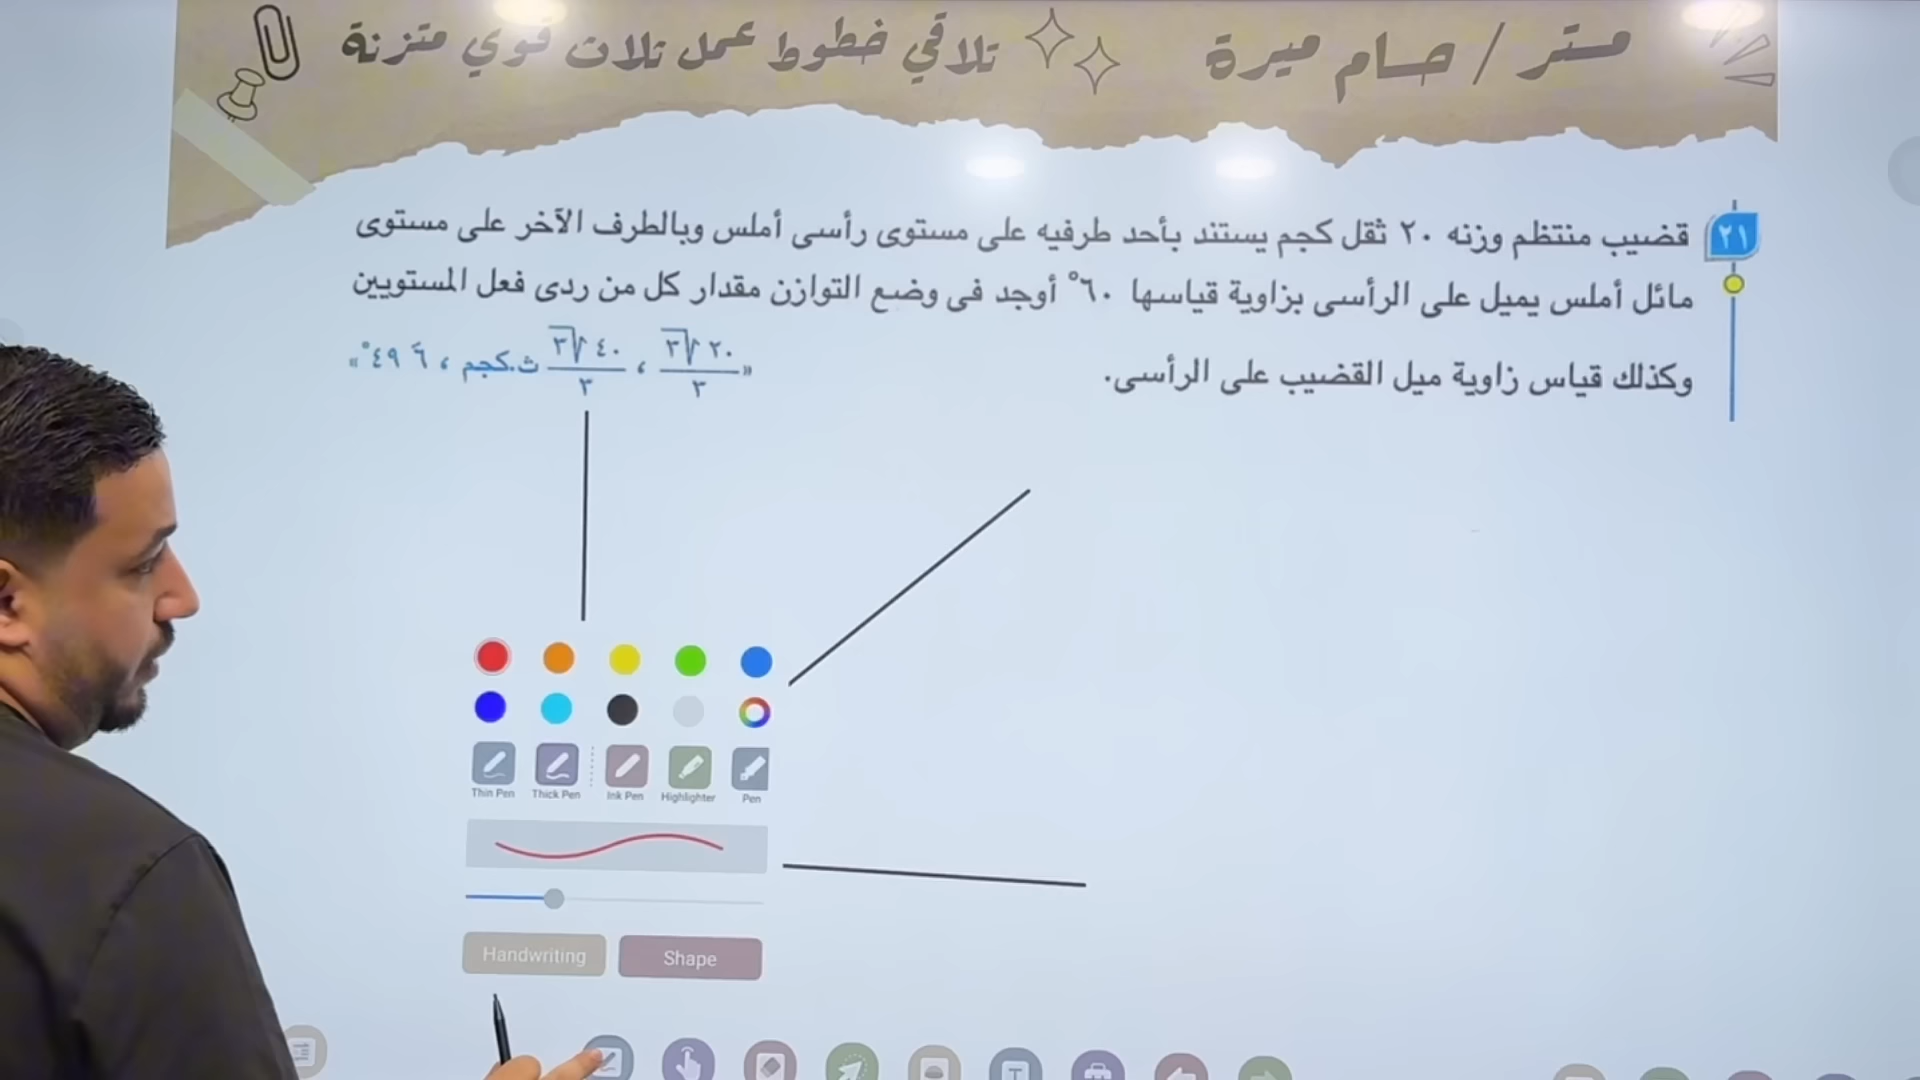 مستر / حسام ميرة تلاقي خطوط عمل تلات قوي متزنة
٢١ قضيب منتظم وزنه ٢٠ ثقل كجم يستند بأحد طرفيه على مستوى رأسى أملس وبالطرف الآخر على مستوى
مائل أملس يميل على الرأسى بزاوية قياسها ٦٠° أوجد فى وضع التوازن مقدار كل من ردى فعل المستويين
وكذلك قياس زاوية ميل القضيب على الرأسى.
«٢٠√٣/٣ ، ٤٠√٣/٣ ث.كجم ، ٦َ ٤٩°»
Thin Pen Thick Pen Ink Pen Highlighter Pen
Handwriting Shape